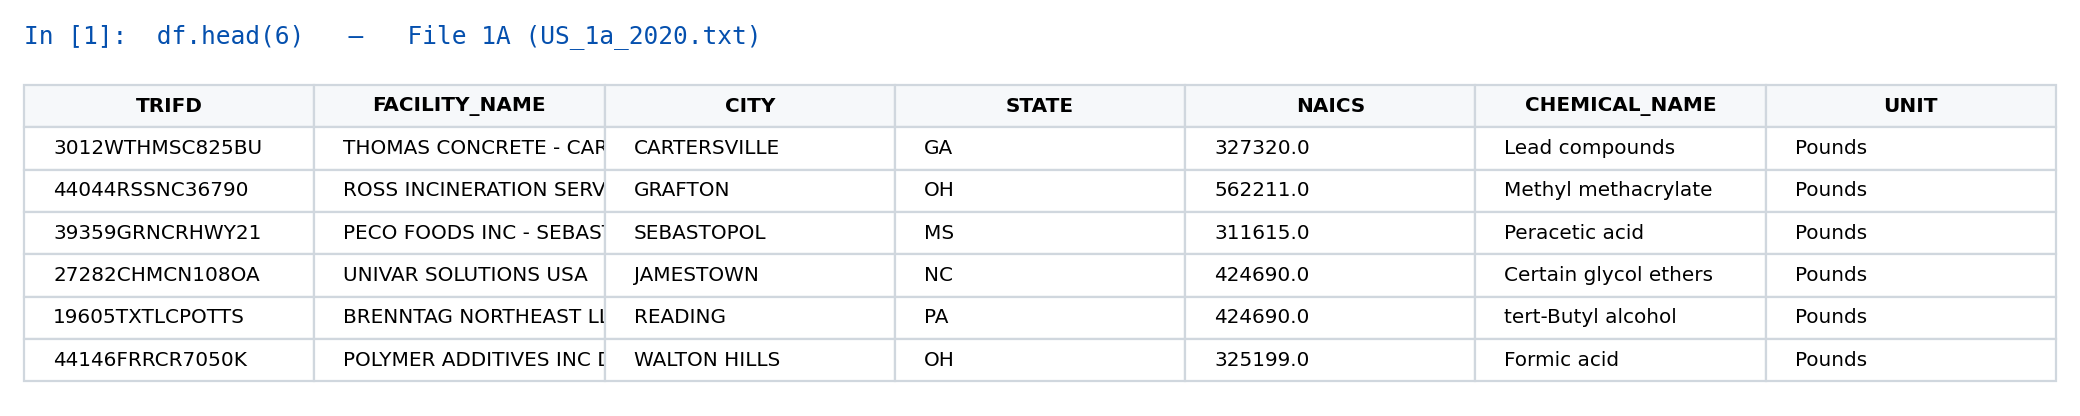 In [1]:  df.head(6)   —   File 1A (US_1a_2020.txt)
TRIFD FACILITY_NAME CITY STATE NAICS CHEMICAL_NAME UNIT
3012WTHMSC825BU THOMAS CONCRETE - CAR CARTERSVILLE GA 327320.0 Lead compounds Pounds
44044RSSNC36790 ROSS INCINERATION SERV GRAFTON OH 562211.0 Methyl methacrylate Pounds
39359GRNCRHWY21 PECO FOODS INC - SEBAST SEBASTOPOL MS 311615.0 Peracetic acid Pounds
27282CHMCN108OA UNIVAR SOLUTIONS USA JAMESTOWN NC 424690.0 Certain glycol ethers Pounds
19605TXTLCPOTTS BRENNTAG NORTHEAST LL READING PA 424690.0 tert-Butyl alcohol Pounds
44146FRRCR7050K POLYMER ADDITIVES INC D WALTON HILLS OH 325199.0 Formic acid Pounds